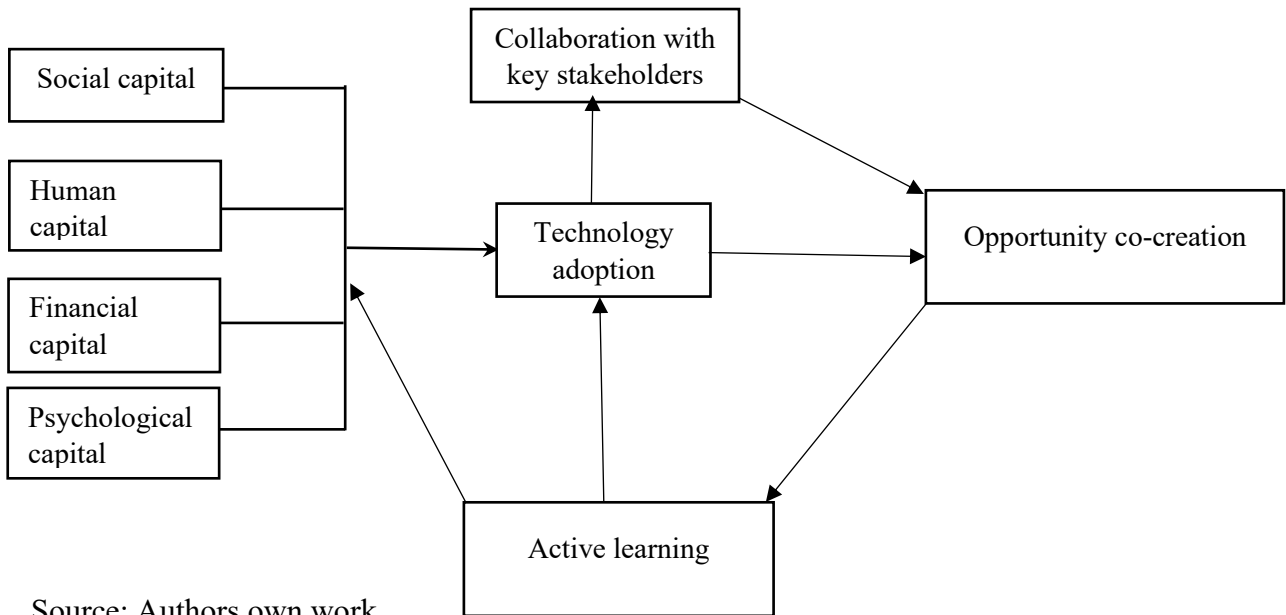 Collaboration with
key stakeholders
Social capital
Human
capital
Technology
adoption
Opportunity co-creation
Financial
capital
Psychological
capital
Active learning
Source: Authors own work